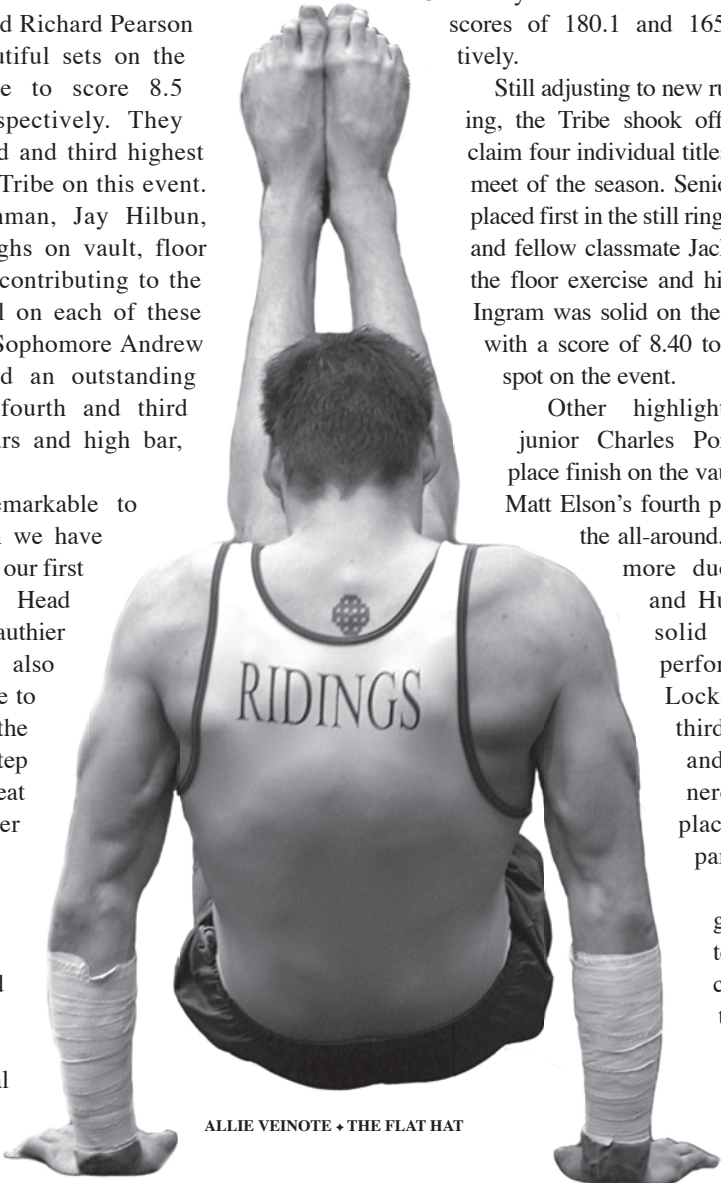 d Richard Pearson
utiful sets on the
e to score 8.5
spectively. They
d and third highest
Tribe on this event.
nman, Jay Hilbun,
ghs on vault, floor
contributing to the
l on each of these
Sophomore Andrew
d an outstanding
fourth and third
rs and high bar,
emarkable to
we have
our first
Head
authier
also
e to
the
tep
eat
er
d
al
RIDINGS
ALLIE VEINOTE ✦ THE FLAT HAT
scores of 180.1 and 165
tively.
Still adjusting to new ru
ing, the Tribe shook off
claim four individual titles
meet of the season. Senio
placed first in the still ring
and fellow classmate Jac
the floor exercise and hi
Ingram was solid on the
with a score of 8.40 to
spot on the event.
Other highlight
junior Charles Po
place finish on the vau
Matt Elson's fourth p
the all-around.
more du
and Hu
solid
perfor
Lock
third
and
ner
plac
pa
g
t
c
t